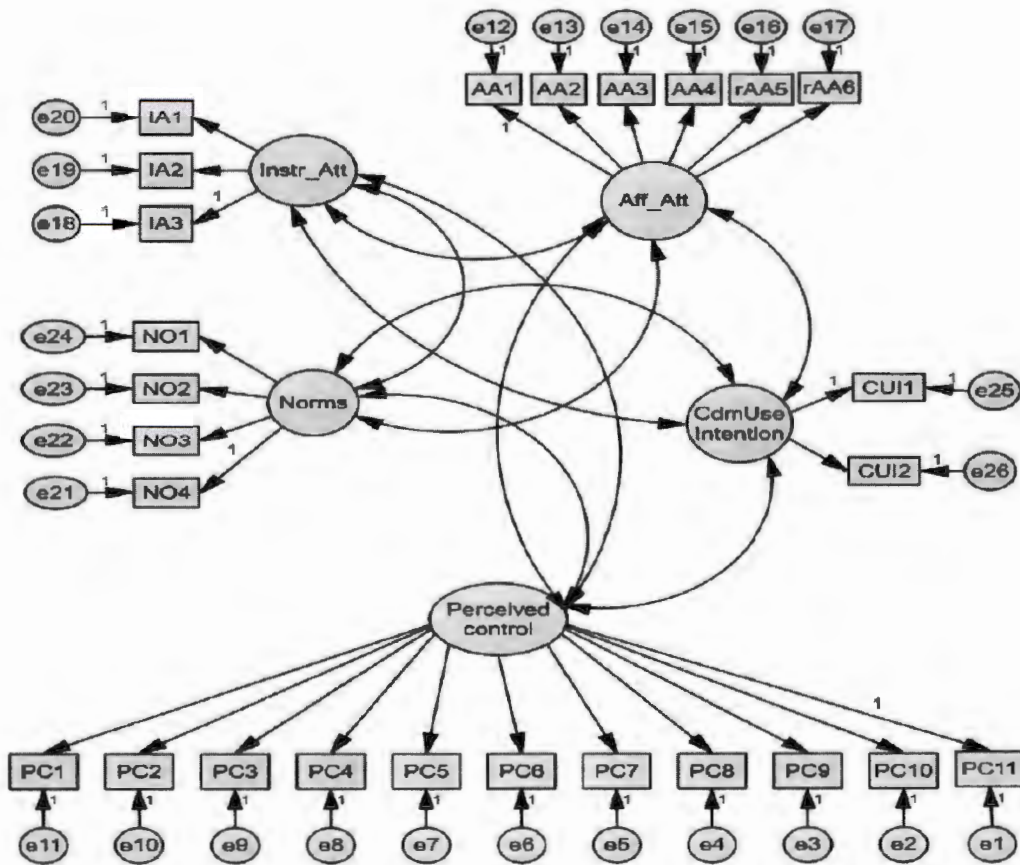 e12 e13 e14 e15 e16 e17
1 1 1 1 1 1
AA1 AA2 AA3 AA4 rAA5 rAA6
1
Aff_Att
e20 1 IA1
e19 1 IA2
e18 1 IA3
1
Instr_Att
e24 1 NO1
e23 1 NO2
e22 1 NO3
e21 1 NO4
1
Norms
CdmUse
Intention
1 CUI1 1 e25
CUI2 1 e26
Perceived
control
1
PC1 PC2 PC3 PC4 PC5 PC6 PC7 PC8 PC9 PC10 PC11
1 1 1 1 1 1 1 1 1 1 1
e11 e10 e9 e8 e7 e6 e5 e4 e3 e2 e1